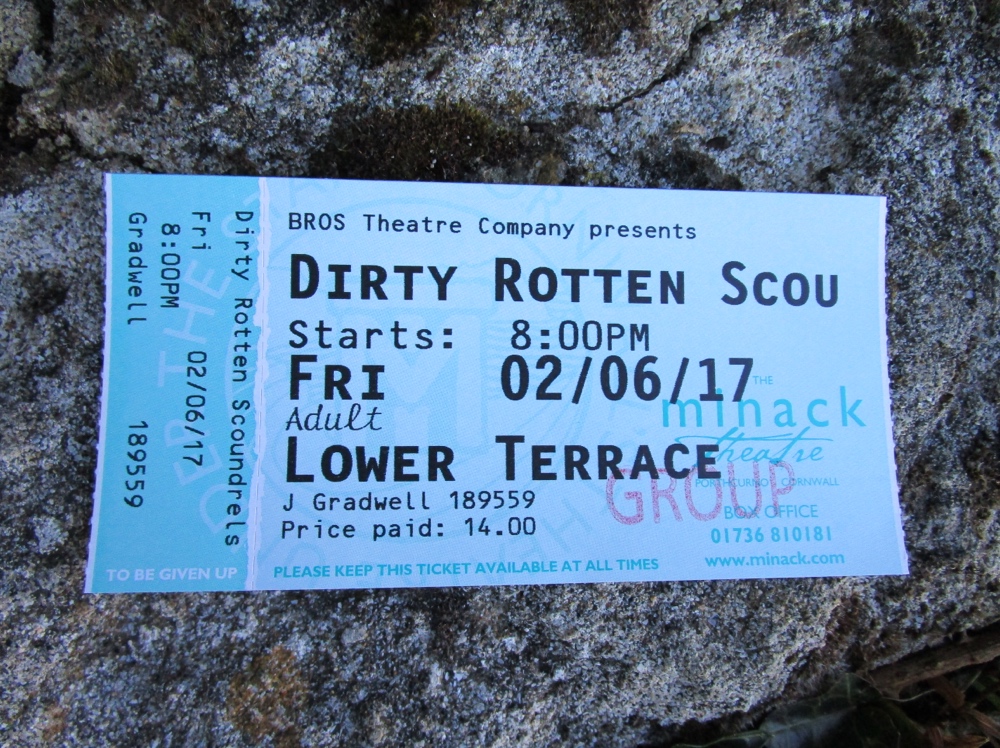 Dirty Rotten Scoundrels
Fri 02/06/17
8:00PM
Gradwell 189559
TO BE GIVEN UP
BROS Theatre Company presents
DIRTY ROTTEN SCOU
Starts: 8:00PM
FRI 02/06/17
Adult
LOWER TERRACE
J Gradwell 189559
Price paid: 14.00
PLEASE KEEP THIS TICKET AVAILABLE AT ALL TIMES
THE
minack
theatre
PORTHCURNO CORNWALL
GROUP
BOX OFFICE
01736 810181
www.minack.com